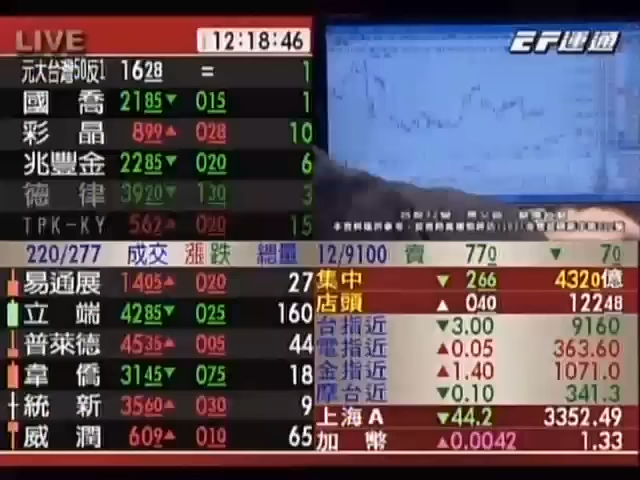 LIVE 12:18:46
EF運通
元大台灣50反1 1628 = 1
國喬 2185▼ 015 1
彩晶 899▲ 028 10
兆豐金 2285▼ 020 6
德律 3920▼ 130 3
TPK-KY 562▲ 020 15
220/277 成交 漲跌 總量
易通展 1405▲ 020 27
立端 4285▼ 025 160
普萊德 4535▲ 005 44
韋僑 3145▼ 075 18
統新 3560▲ 030 9
威潤 609▲ 010 65
12/9100 賣 770 ▼ 70
集中 ▼ 266 4320億
店頭 ▲ 040 12248
台指近 ▼3.00 9160
電指近 ▲0.05 363.60
金指近 ▲1.40 1071.0
摩台近 ▼0.10 341.3
上海A ▼44.2 3352.49
加幣 ▲0.0042 1.33